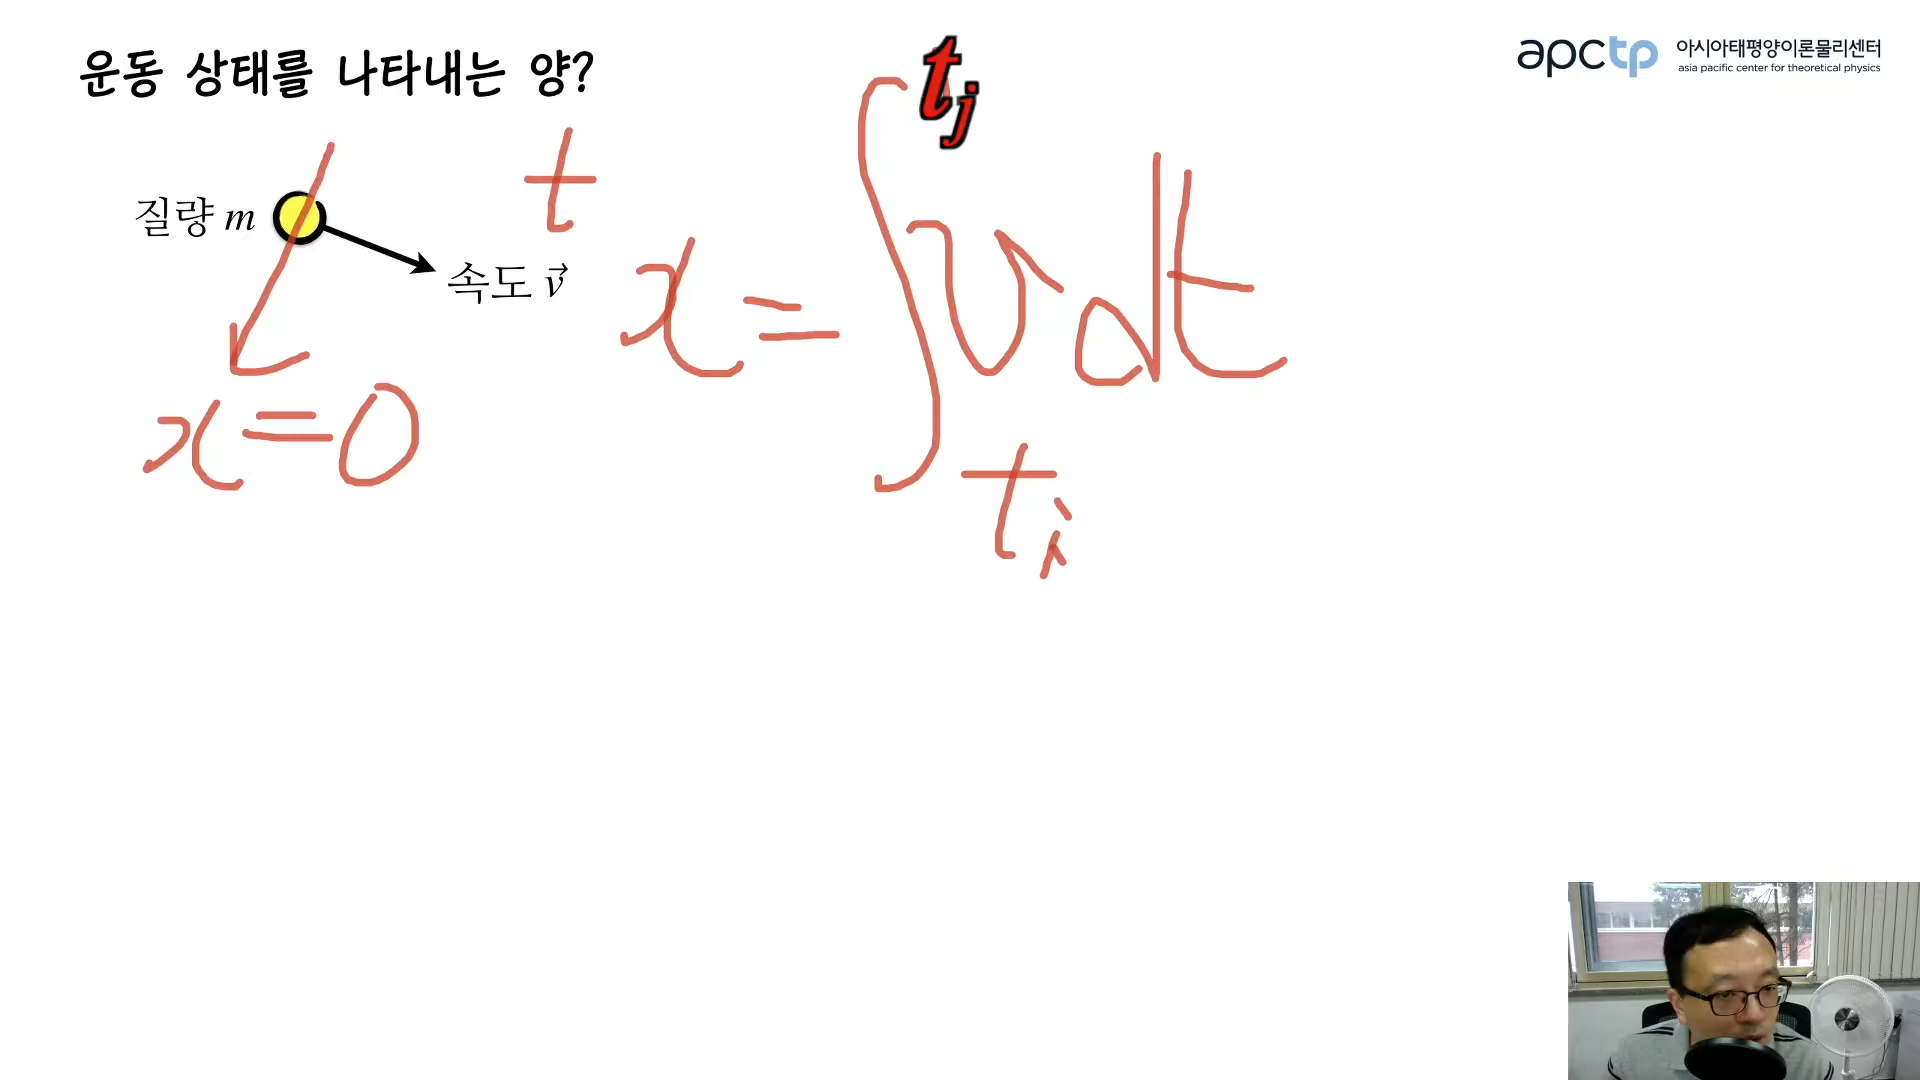 운동 상태를 나타내는 양?
apctp 아시아태평양이론물리센터
asia pacific center for theoretical physics
질량 m
속도 v⃗
t
x = ∫ v dt
t_j
t_i
x = 0